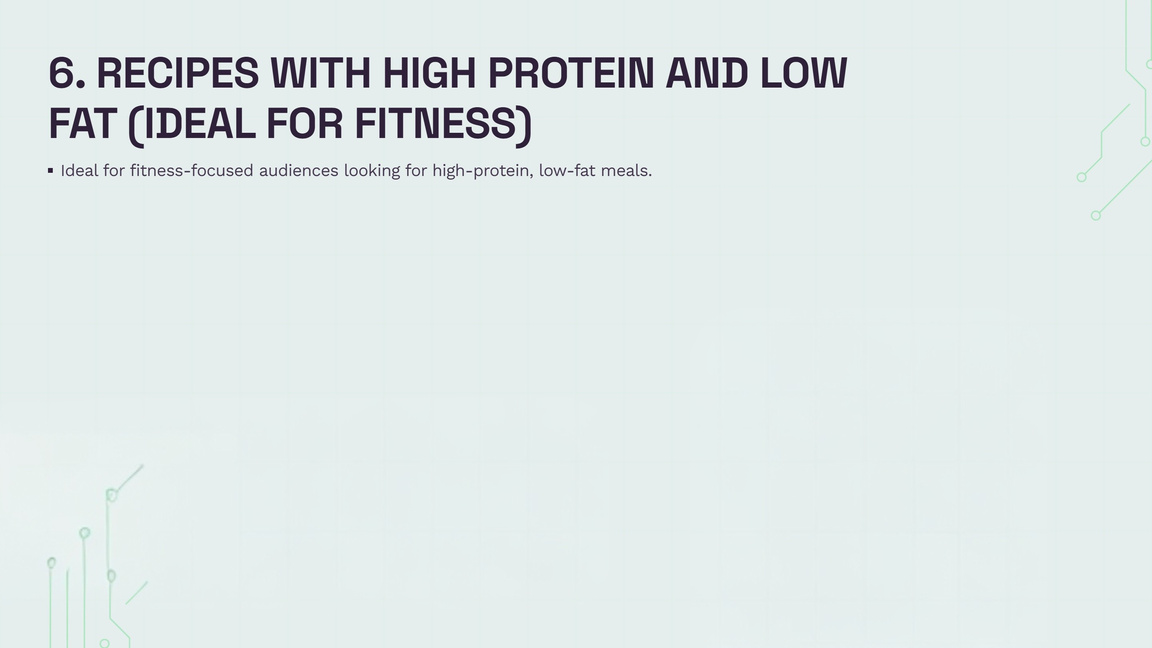 6. RECIPES WITH HIGH PROTEIN AND LOW
FAT (IDEAL FOR FITNESS)
▪ Ideal for fitness-focused audiences looking for high-protein, low-fat meals.